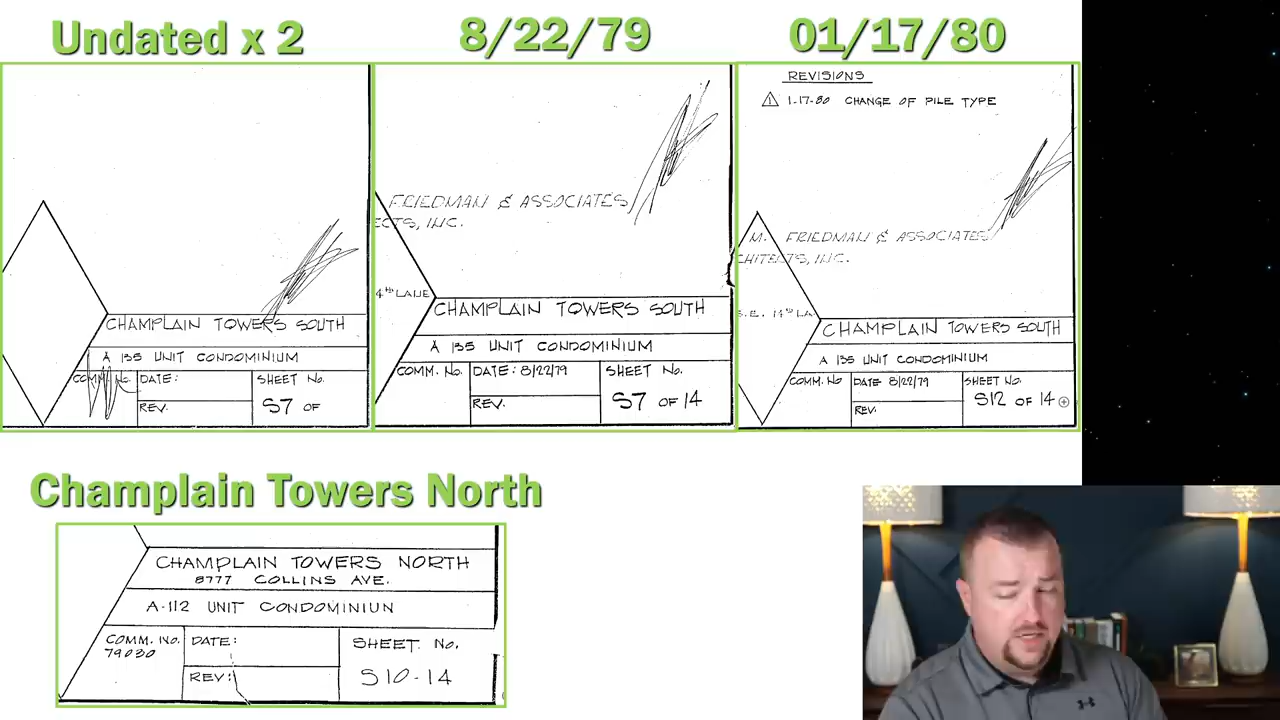 Undated x 2
8/22/79
01/17/80
CHAMPLAIN TOWERS SOUTH
A 135 UNIT CONDOMINIUM
COMM. No.
DATE:
REV.
SHEET No.
S7 OF
FRIEDMAN & ASSOCIATES
ECTS, INC.
4TH LANE
CHAMPLAIN TOWERS SOUTH
A 135 UNIT CONDOMINIUM
COMM. No.
DATE: 8/22/79
REV.
SHEET No.
S7 OF 14
REVISIONS
1 1-17-80 CHANGE OF PILE TYPE
M. FRIEDMAN & ASSOCIATES
CHITECTS, INC.
S.E. 14TH LA
CHAMPLAIN TOWERS SOUTH
A 135 UNIT CONDOMINIUM
COMM. No
DATE 8/22/79
REV.
SHEET No.
S12 OF 14
Champlain Towers North
CHAMPLAIN TOWERS NORTH
8777 COLLINS AVE.
A-112 UNIT CONDOMINIUN
COMM. NO.
79030
DATE:
REV:
SHEET No.
S10-14